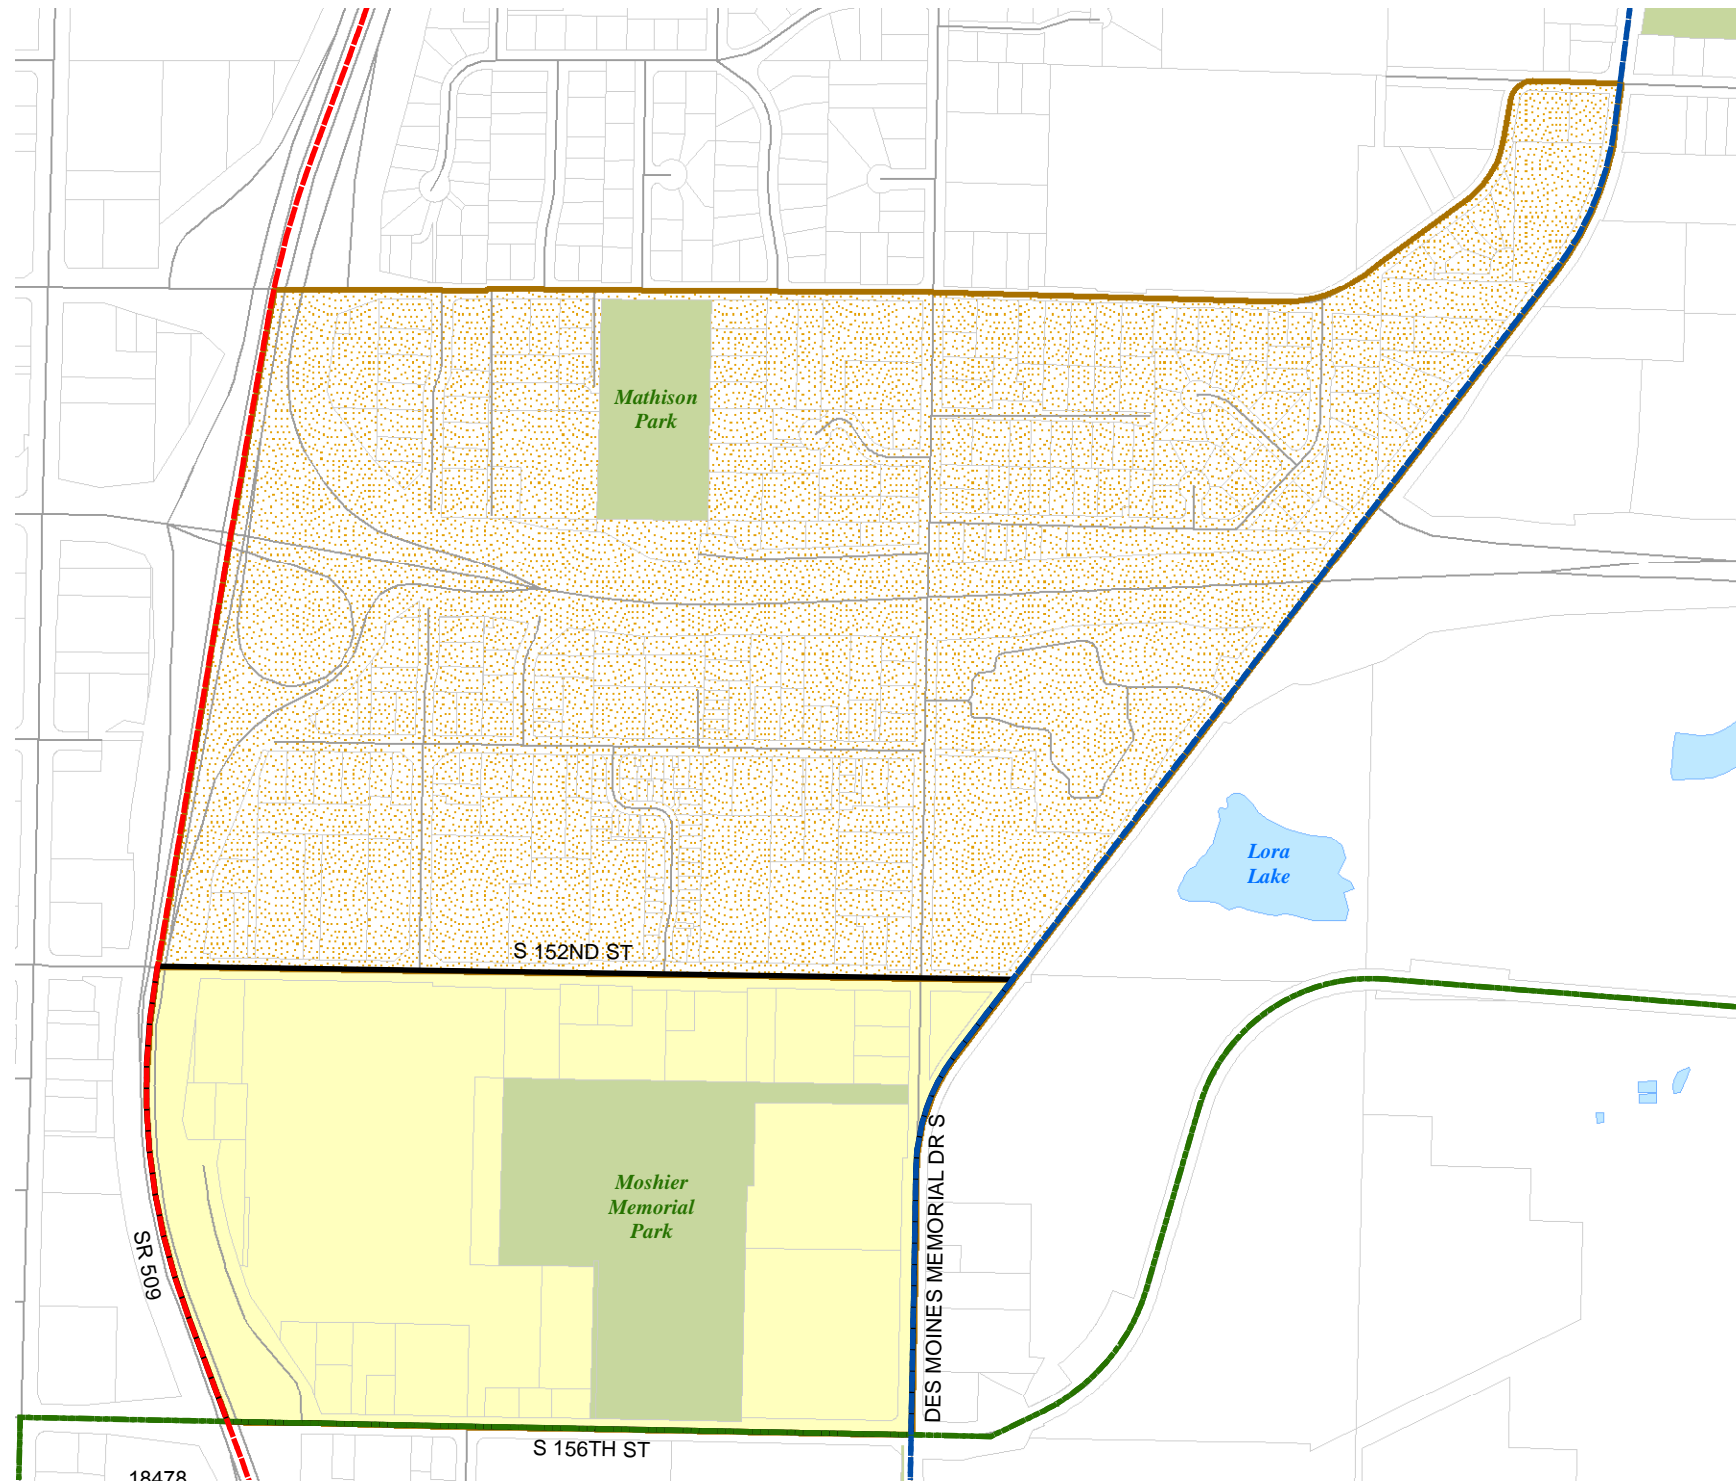 Mathison
Park
Lora
Lake
S 152ND ST
Moshier
Memorial
Park
DES MOINES MEMORIAL DR S
SR 509
S 156TH ST
18478